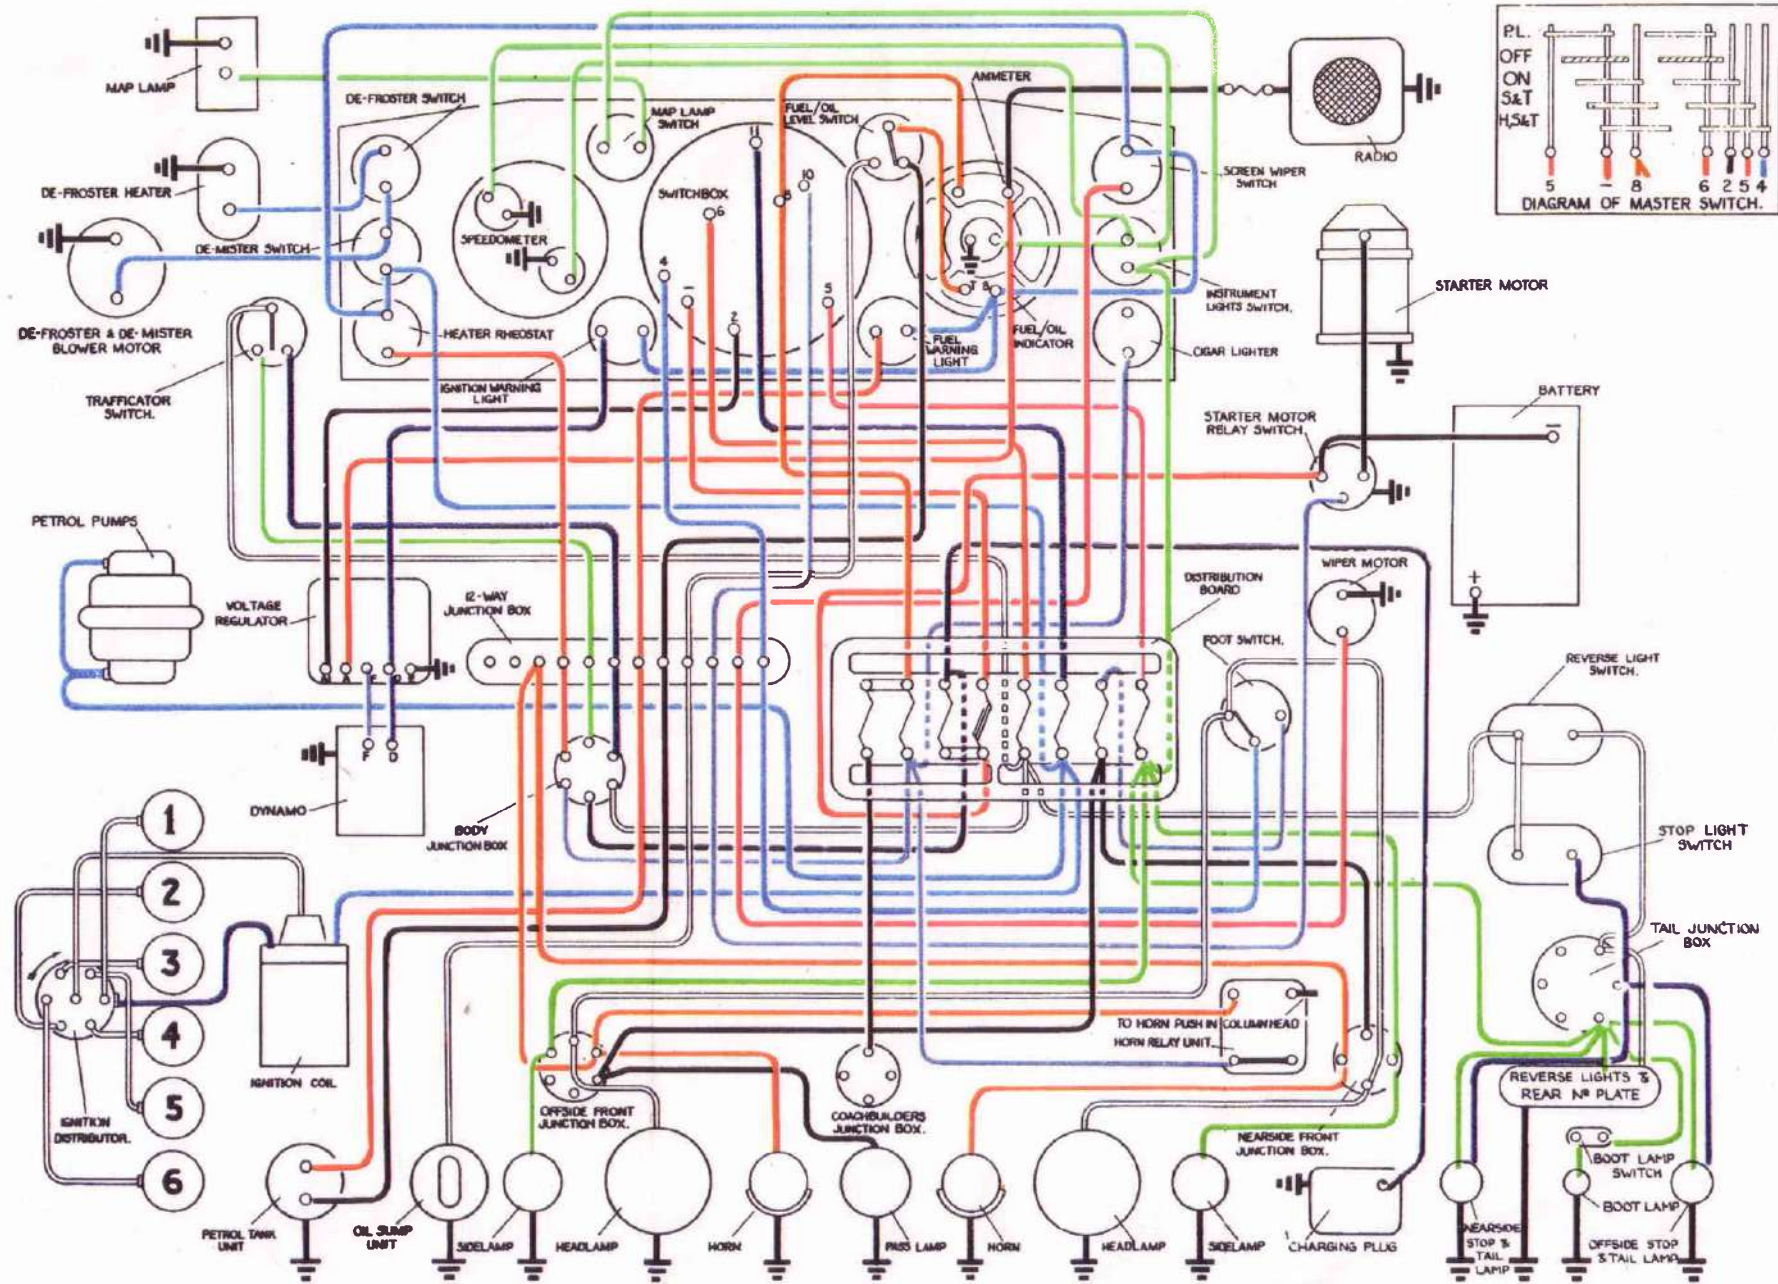 MAP LAMP
DE-FROSTER HEATER
DE-FROSTER & DE-MISTER
BLOWER MOTOR
DE-FROSTER SWITCH
DE-MISTER SWITCH
HEATER RHEOSTAT
SPEEDOMETER
MAP LAMP
SWITCH
SWITCHBOX
11
10
8
6
4
-
2
5
FUEL/OIL
LEVEL SWITCH
AMMETER
T
B
RADIO
SCREEN WIPER
SWITCH
INSTRUMENT
LIGHTS SWITCH.
FUEL/OIL
INDICATOR
FUEL
WARNING
LIGHT
CIGAR LIGHTER
IGNITION WARNING
LIGHT
P.L.
OFF
ON
S&T
H,S&T
5 - 8 6 2 5 4
DIAGRAM OF MASTER SWITCH.
STARTER MOTOR
TRAFFICATOR
SWITCH.
STARTER MOTOR
RELAY SWITCH.
BATTERY
-
+
PETROL PUMPS
VOLTAGE
REGULATOR
A
F
12-WAY
JUNCTION BOX
DISTRIBUTION
BOARD
WIPER MOTOR
FOOT SWITCH.
REVERSE LIGHT
SWITCH.
F D
DYNAMO
BODY
JUNCTION BOX
STOP LIGHT
SWITCH
TAIL JUNCTION
BOX
1
2
3
4
5
6
IGNITION
DISTRIBUTOR.
IGNITION COIL
TO HORN PUSH IN COLUMN HEAD
HORN RELAY UNIT.
OFFSIDE FRONT
JUNCTION BOX.
COACHBUILDERS
JUNCTION BOX.
NEARSIDE FRONT
JUNCTION BOX.
REVERSE LIGHTS &
REAR Nº PLATE
BOOT LAMP
SWITCH
BOOT LAMP
PETROL TANK
UNIT
OIL SUMP
UNIT
SIDELAMP
HEADLAMP
HORN
PASS LAMP
HORN
HEADLAMP
SIDELAMP
CHARGING PLUG
NEARSIDE
STOP &
TAIL
LAMP
OFFSIDE STOP
& TAIL LAMP